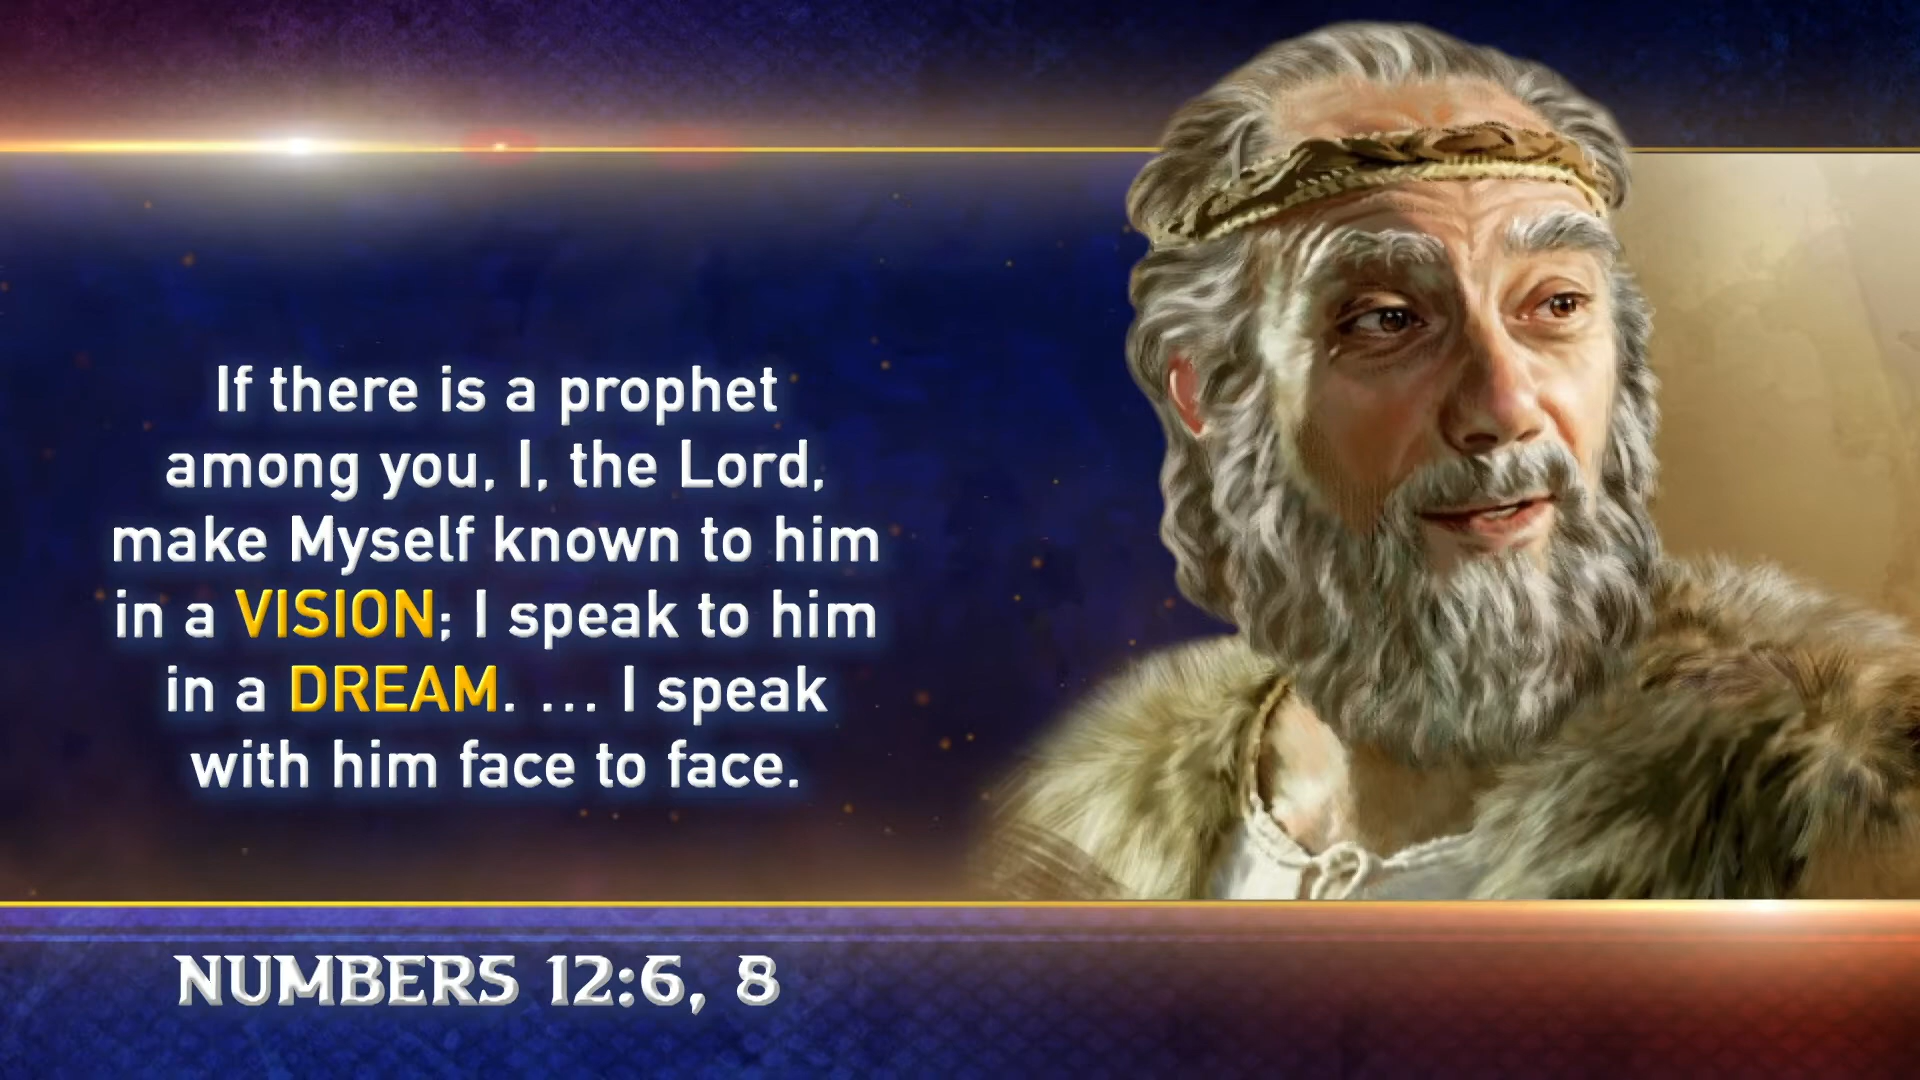 If there is a prophet
among you, I, the Lord,
make Myself known to him
in a VISION; I speak to him
in a DREAM. ... I speak
with him face to face.
NUMBERS 12:6, 8